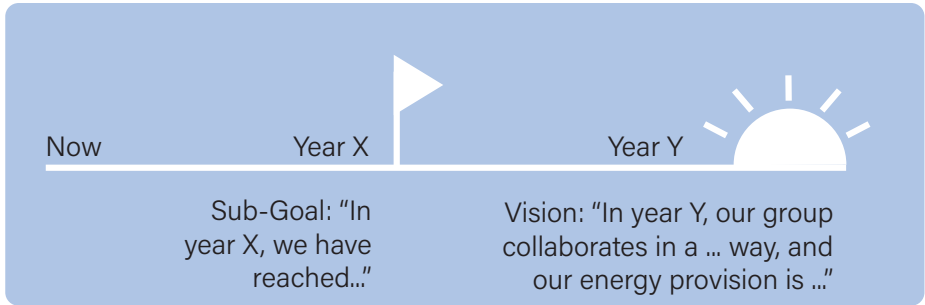 Now
Year X
Year Y
Sub-Goal: “In
year X, we have
reached...”
Vision: “In year Y, our group
collaborates in a ... way, and
our energy provision is ...”